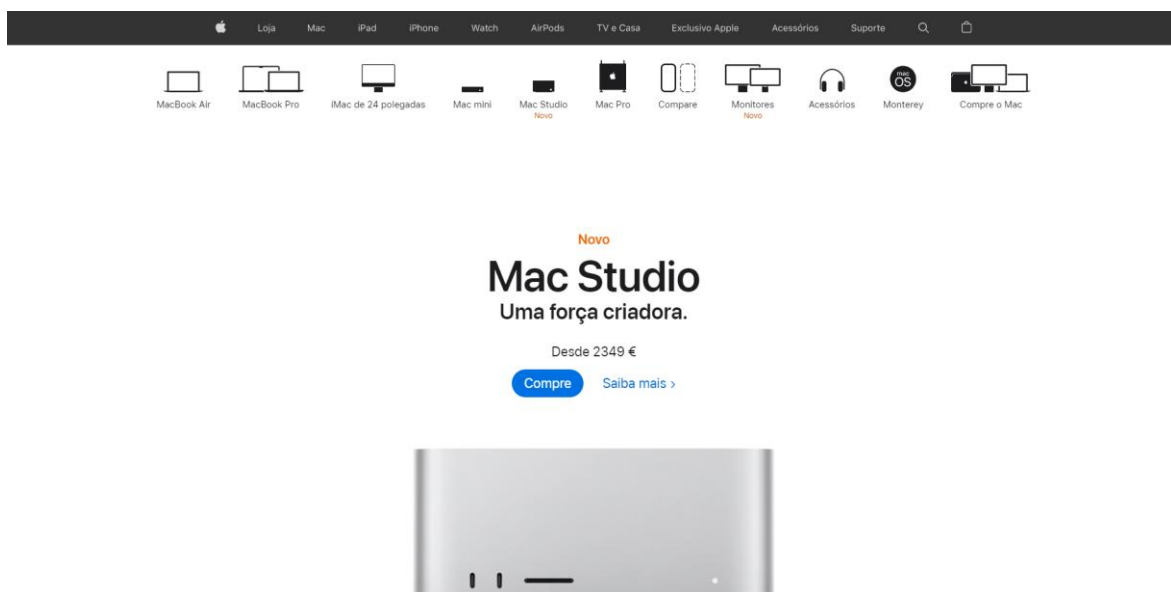 Loja Mac iPad iPhone Watch AirPods TV e Casa Exclusivo Apple Acessórios Suporte
MacBook Air MacBook Pro iMac de 24 polegadas Mac mini Mac Studio Mac Pro Compare Monitores Acessórios macOS Monterey Compre o Mac
Novo Novo
Novo
Mac Studio
Uma força criadora.
Desde 2349 €
Compre Saiba mais >